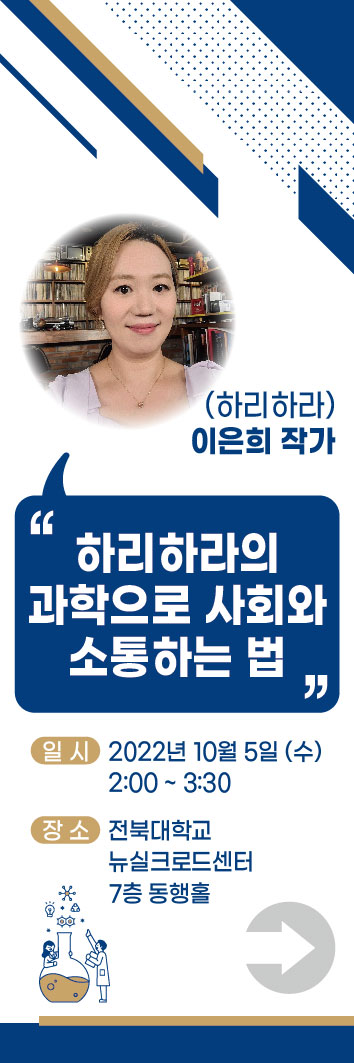 (하리하라)
이은희 작가
“ 하리하라의
과학으로 사회와
소통하는 법 ”
일 시 2022년 10월 5일 (수)
2:00 ~ 3:30
장 소 전북대학교
뉴실크로드센터
7층 동행홀